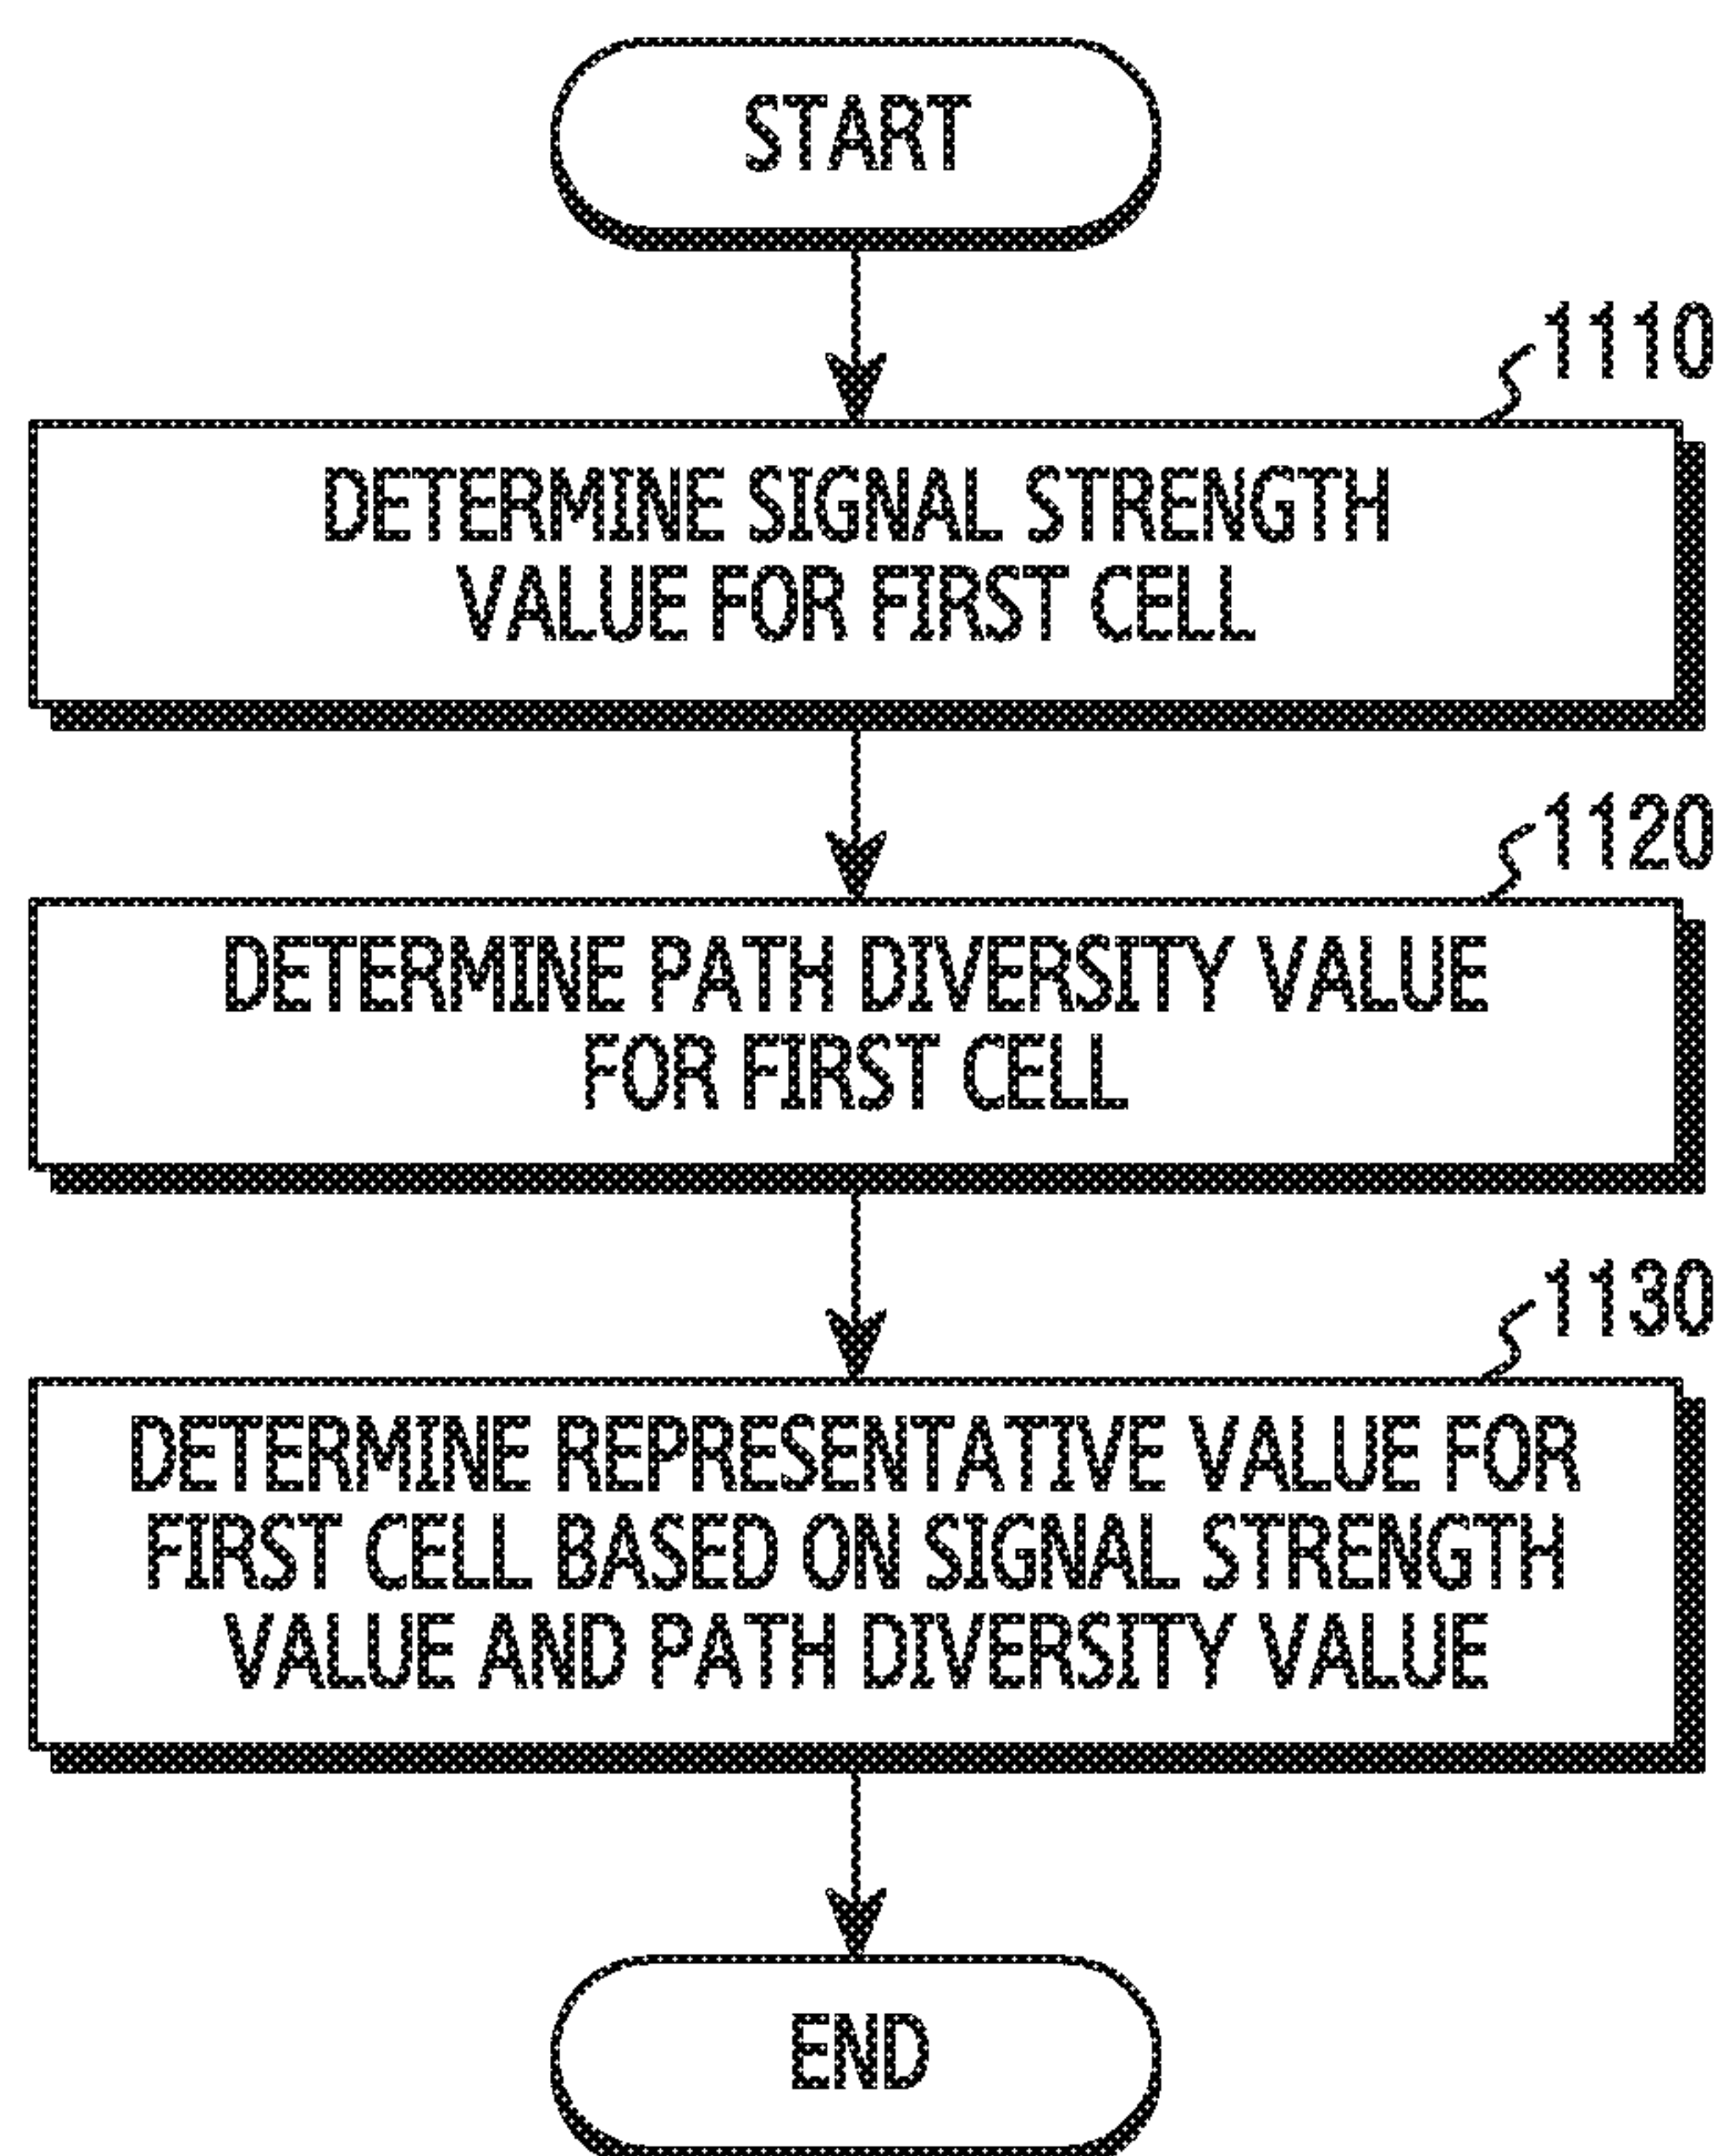 START
1110
DETERMINE SIGNAL STRENGTH
VALUE FOR FIRST CELL
1120
DETERMINE PATH DIVERSITY VALUE
FOR FIRST CELL
1130
DETERMINE REPRESENTATIVE VALUE FOR
FIRST CELL BASED ON SIGNAL STRENGTH
VALUE AND PATH DIVERSITY VALUE
END